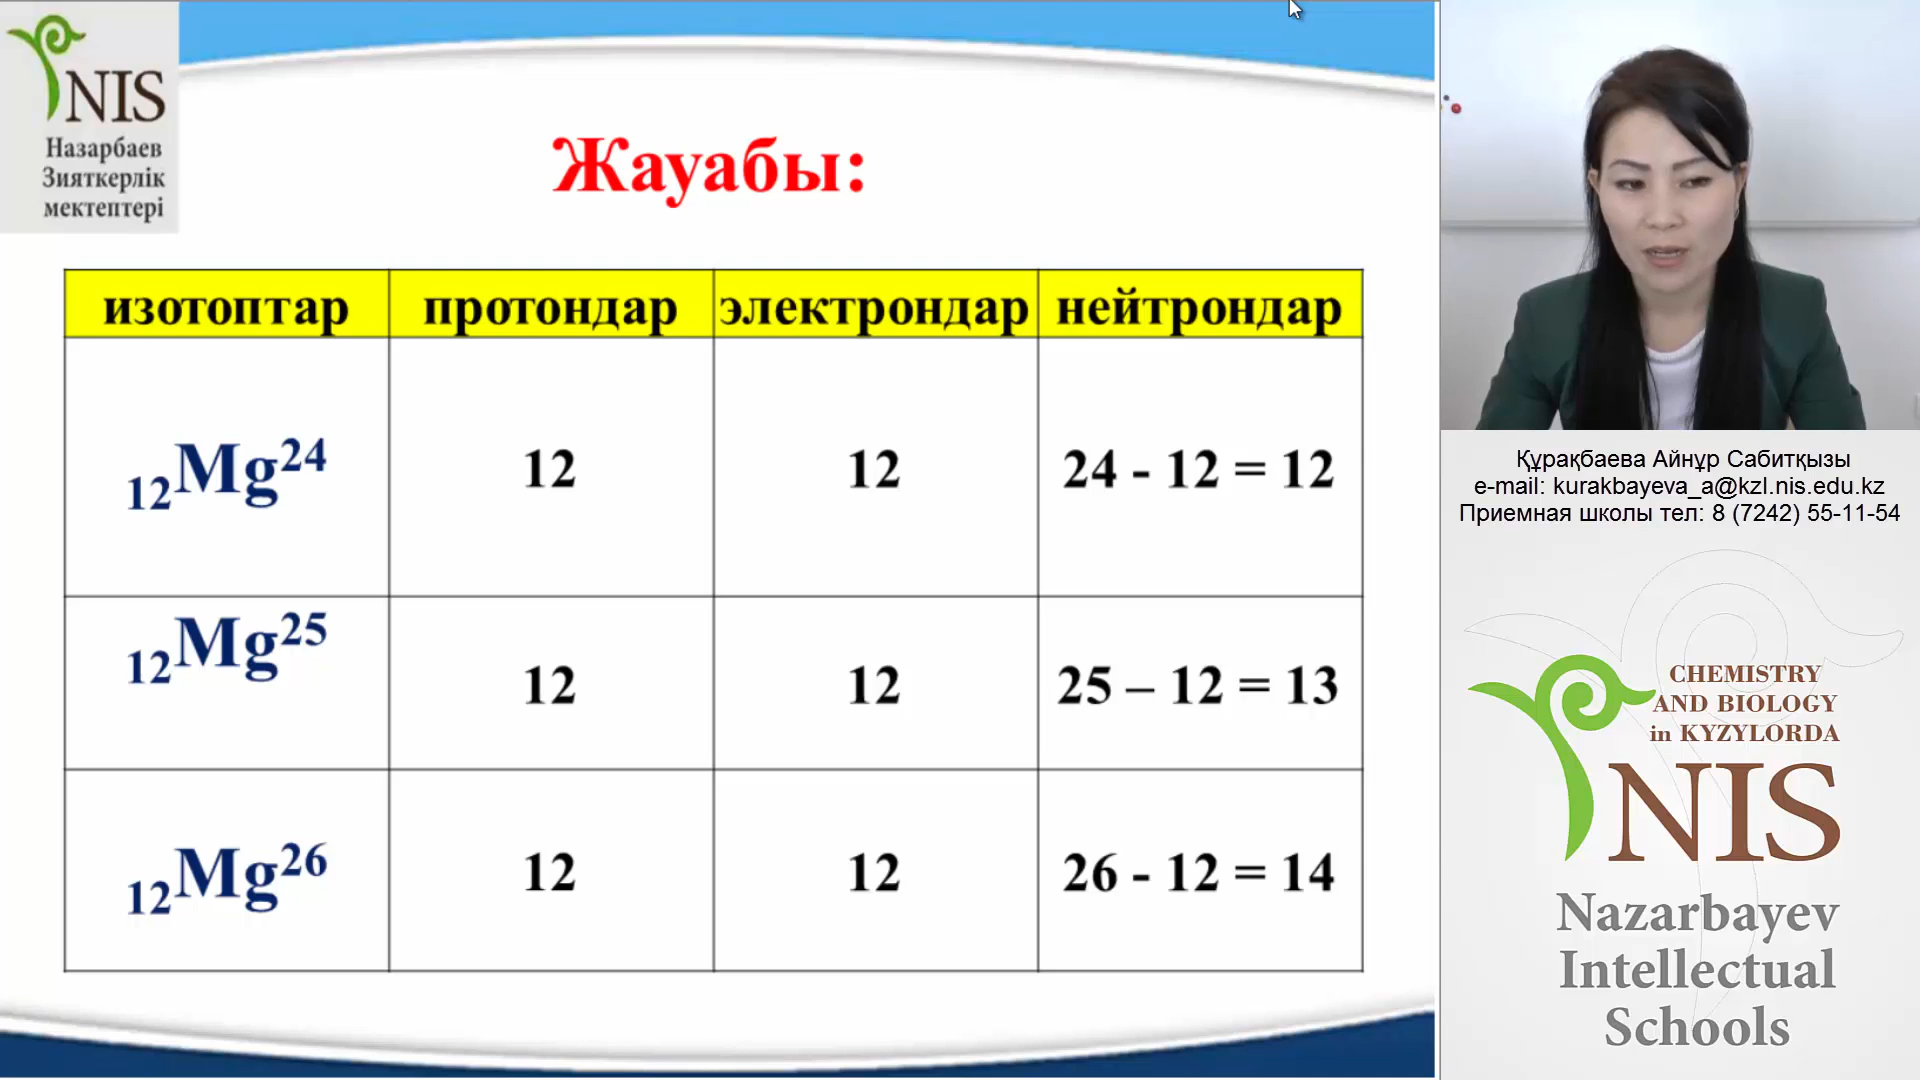 NIS
Назарбаев
Зияткерлік
мектептері
Жауабы:
изотоптар протондар электрондар нейтрондар
₁₂Mg²⁴ 12 12 24 - 12 = 12
₁₂Mg²⁵ 12 12 25 – 12 = 13
₁₂Mg²⁶ 12 12 26 - 12 = 14
Құрақбаева Айнұр Сабитқызы
e-mail: kurakbayeva_a@kzl.nis.edu.kz
Приемная школы тел: 8 (7242) 55-11-54
CHEMISTRY
AND BIOLOGY
in KYZYLORDA
NIS
Nazarbayev
Intellectual
Schools